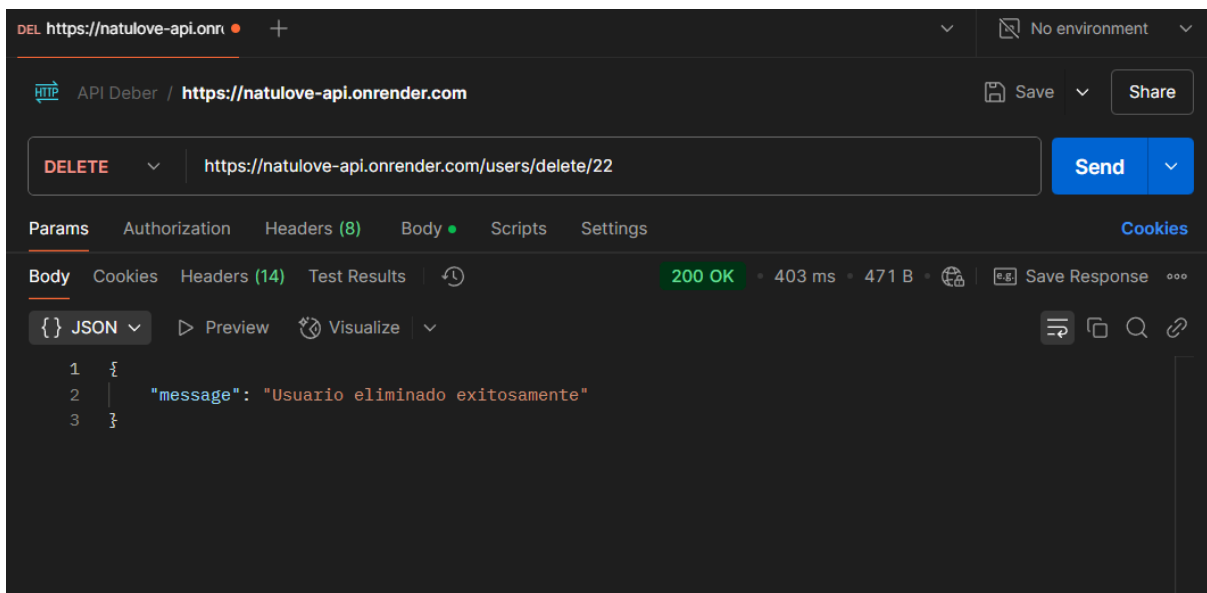 DEL https://natulove-api.onr No environment
HTTP API Deber / https://natulove-api.onrender.com Save Share
DELETE https://natulove-api.onrender.com/users/delete/22 Send
Params Authorization Headers (8) Body Scripts Settings Cookies
Body Cookies Headers (14) Test Results 200 OK 403 ms 471 B e.g. Save Response
{} JSON Preview Visualize
1 {
2 "message": "Usuario eliminado exitosamente"
3 }